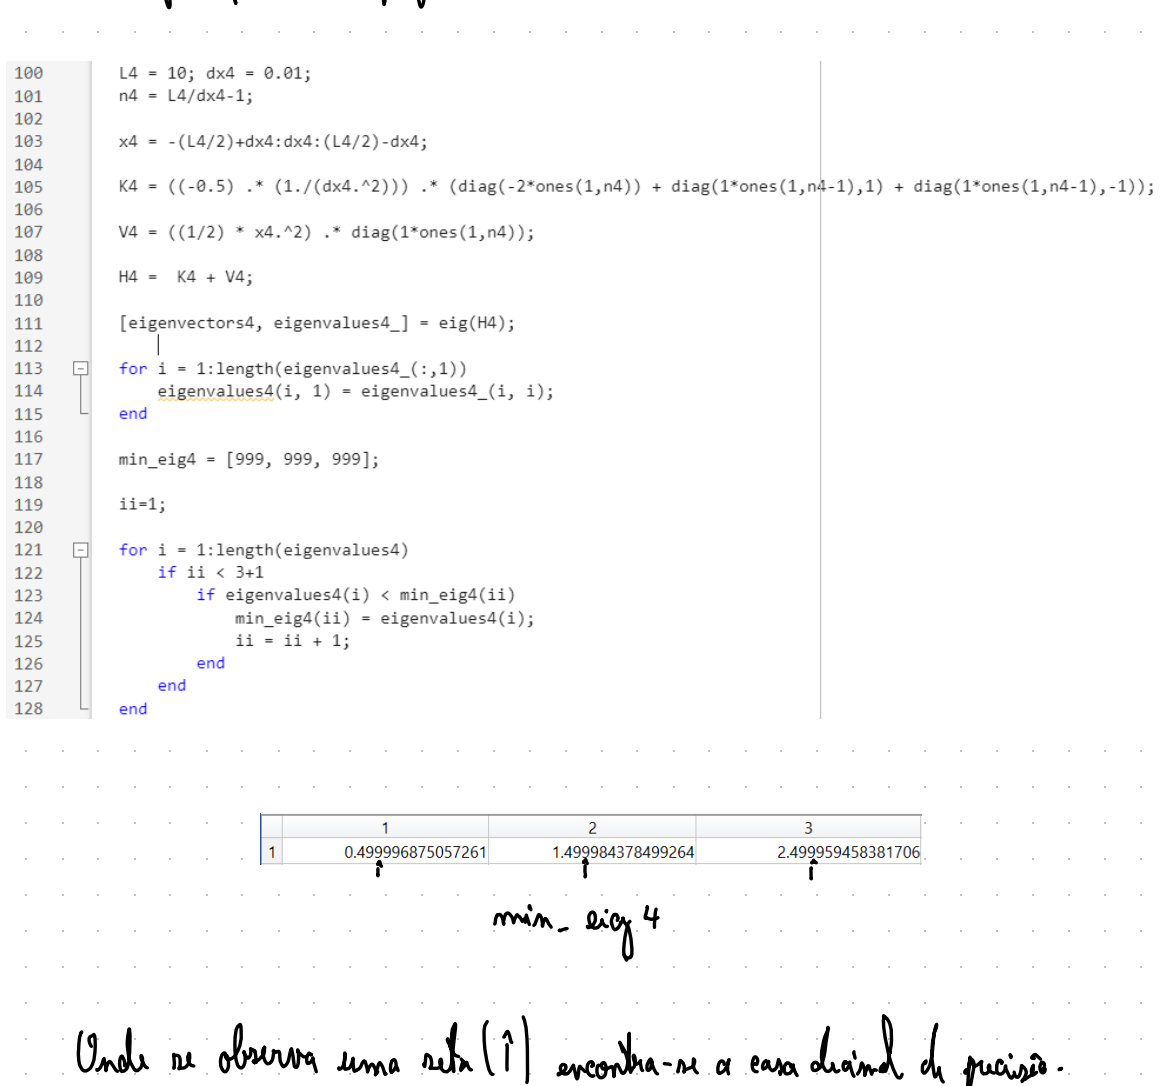 100 L4 = 10; dx4 = 0.01;
101 n4 = L4/dx4-1;
102
103 x4 = -(L4/2)+dx4:dx4:(L4/2)-dx4;
104
105 K4 = ((-0.5) .* (1./(dx4.^2))) .* (diag(-2*ones(1,n4)) + diag(1*ones(1,n4-1),1) + diag(1*ones(1,n4-1),-1));
106
107 V4 = ((1/2) * x4.^2) .* diag(1*ones(1,n4));
108
109 H4 =  K4 + V4;
110
111 [eigenvectors4, eigenvalues4_] = eig(H4);
112
113 for i = 1:length(eigenvalues4_(:,1))
114     eigenvalues4(i, 1) = eigenvalues4_(i, i);
115 end
116
117 min_eig4 = [999, 999, 999];
118
119 ii=1;
120
121 for i = 1:length(eigenvalues4)
122     if ii < 3+1
123         if eigenvalues4(i) < min_eig4(ii)
124             min_eig4(ii) = eigenvalues4(i);
125             ii = ii + 1;
126         end
127     end
128 end
1 2 3
1 0.499996875057261 1.499984378499264 2.499959458381706
↑ ↑ ↑
min_eig4
Onde se observa uma seta (↑) encontra-se a casa decimal de precisão.